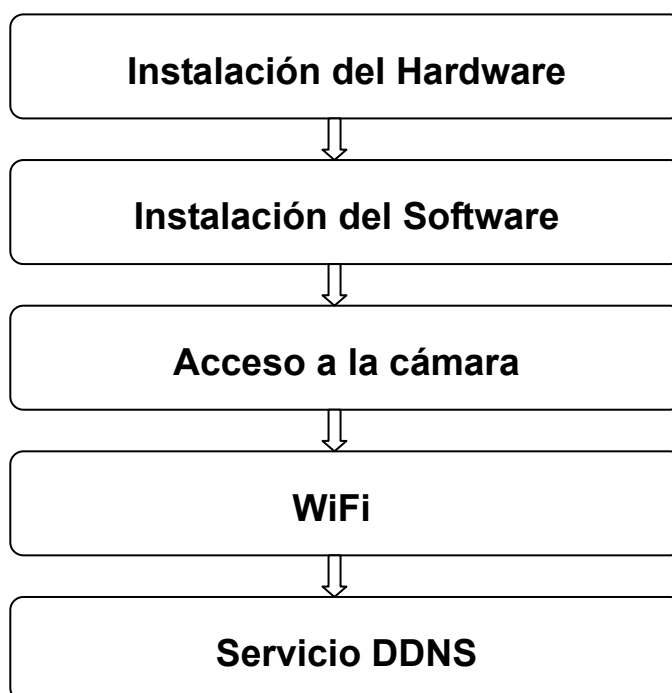 Instalación del Hardware
Instalación del Software
Acceso a la cámara
WiFi
Servicio DDNS